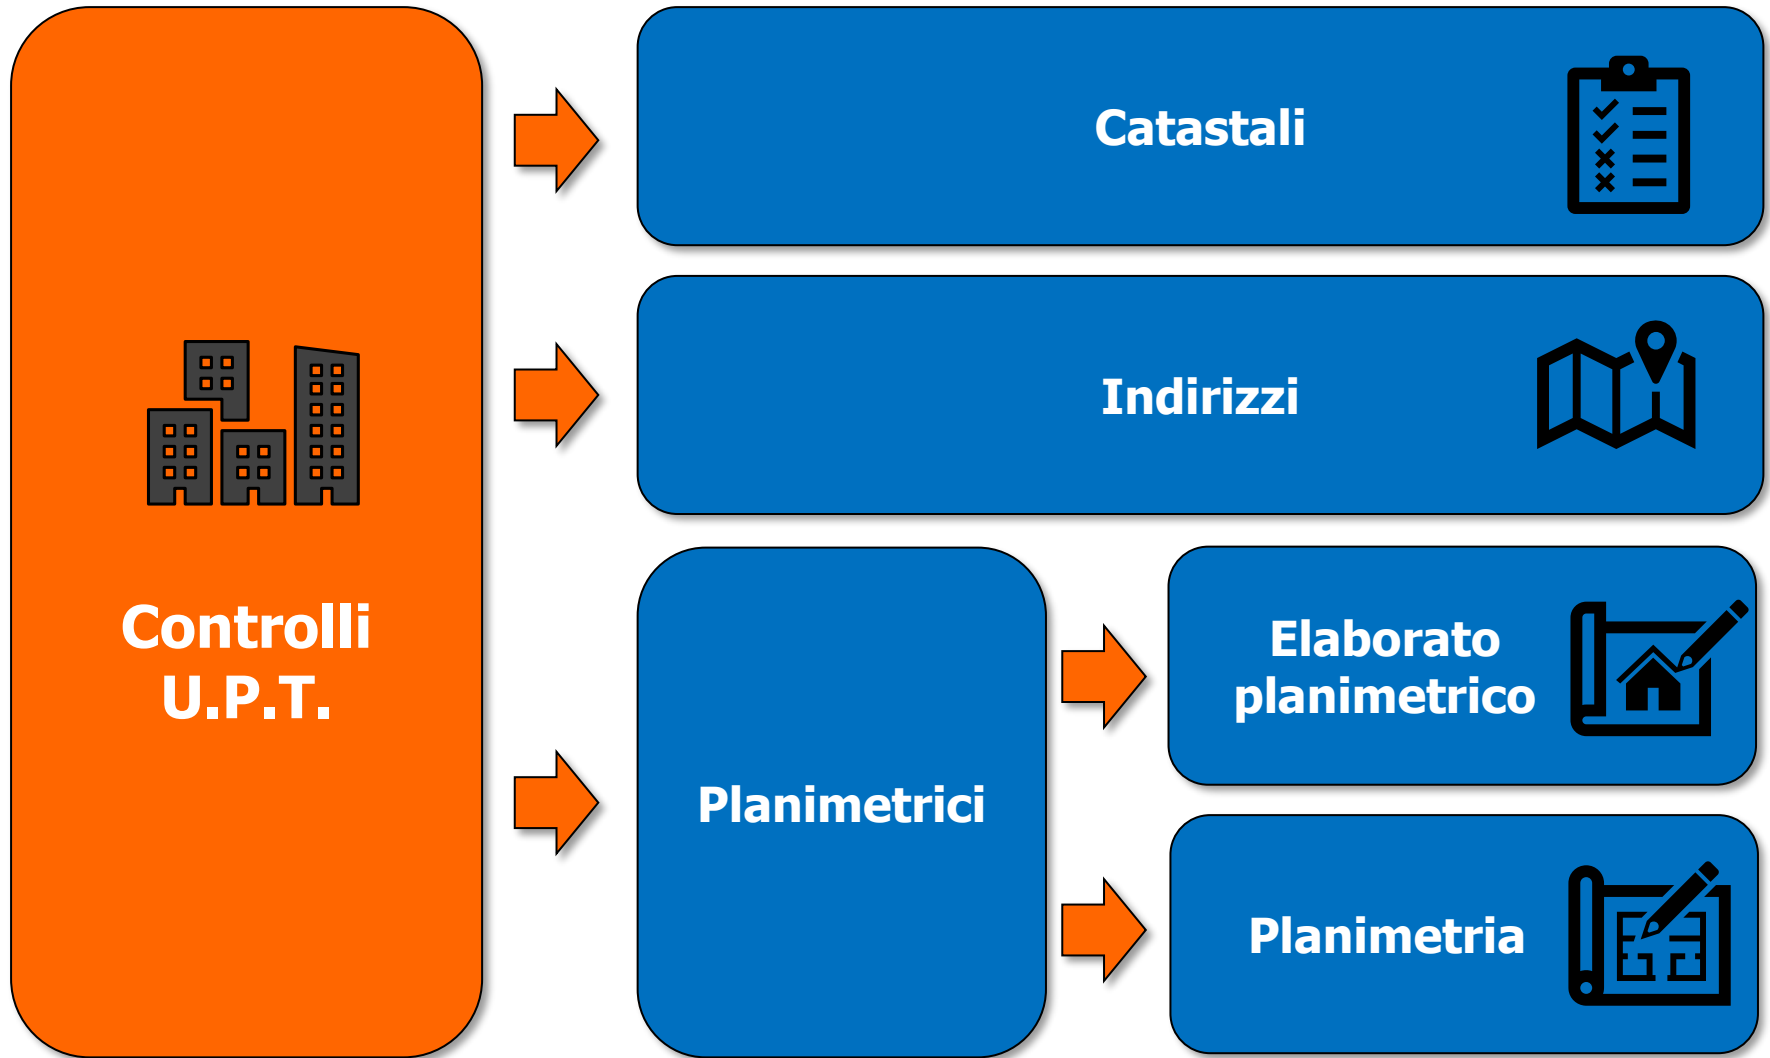 Catastali
Indirizzi
Controlli
U.P.T.
Planimetrici
Elaborato
planimetrico
Planimetria